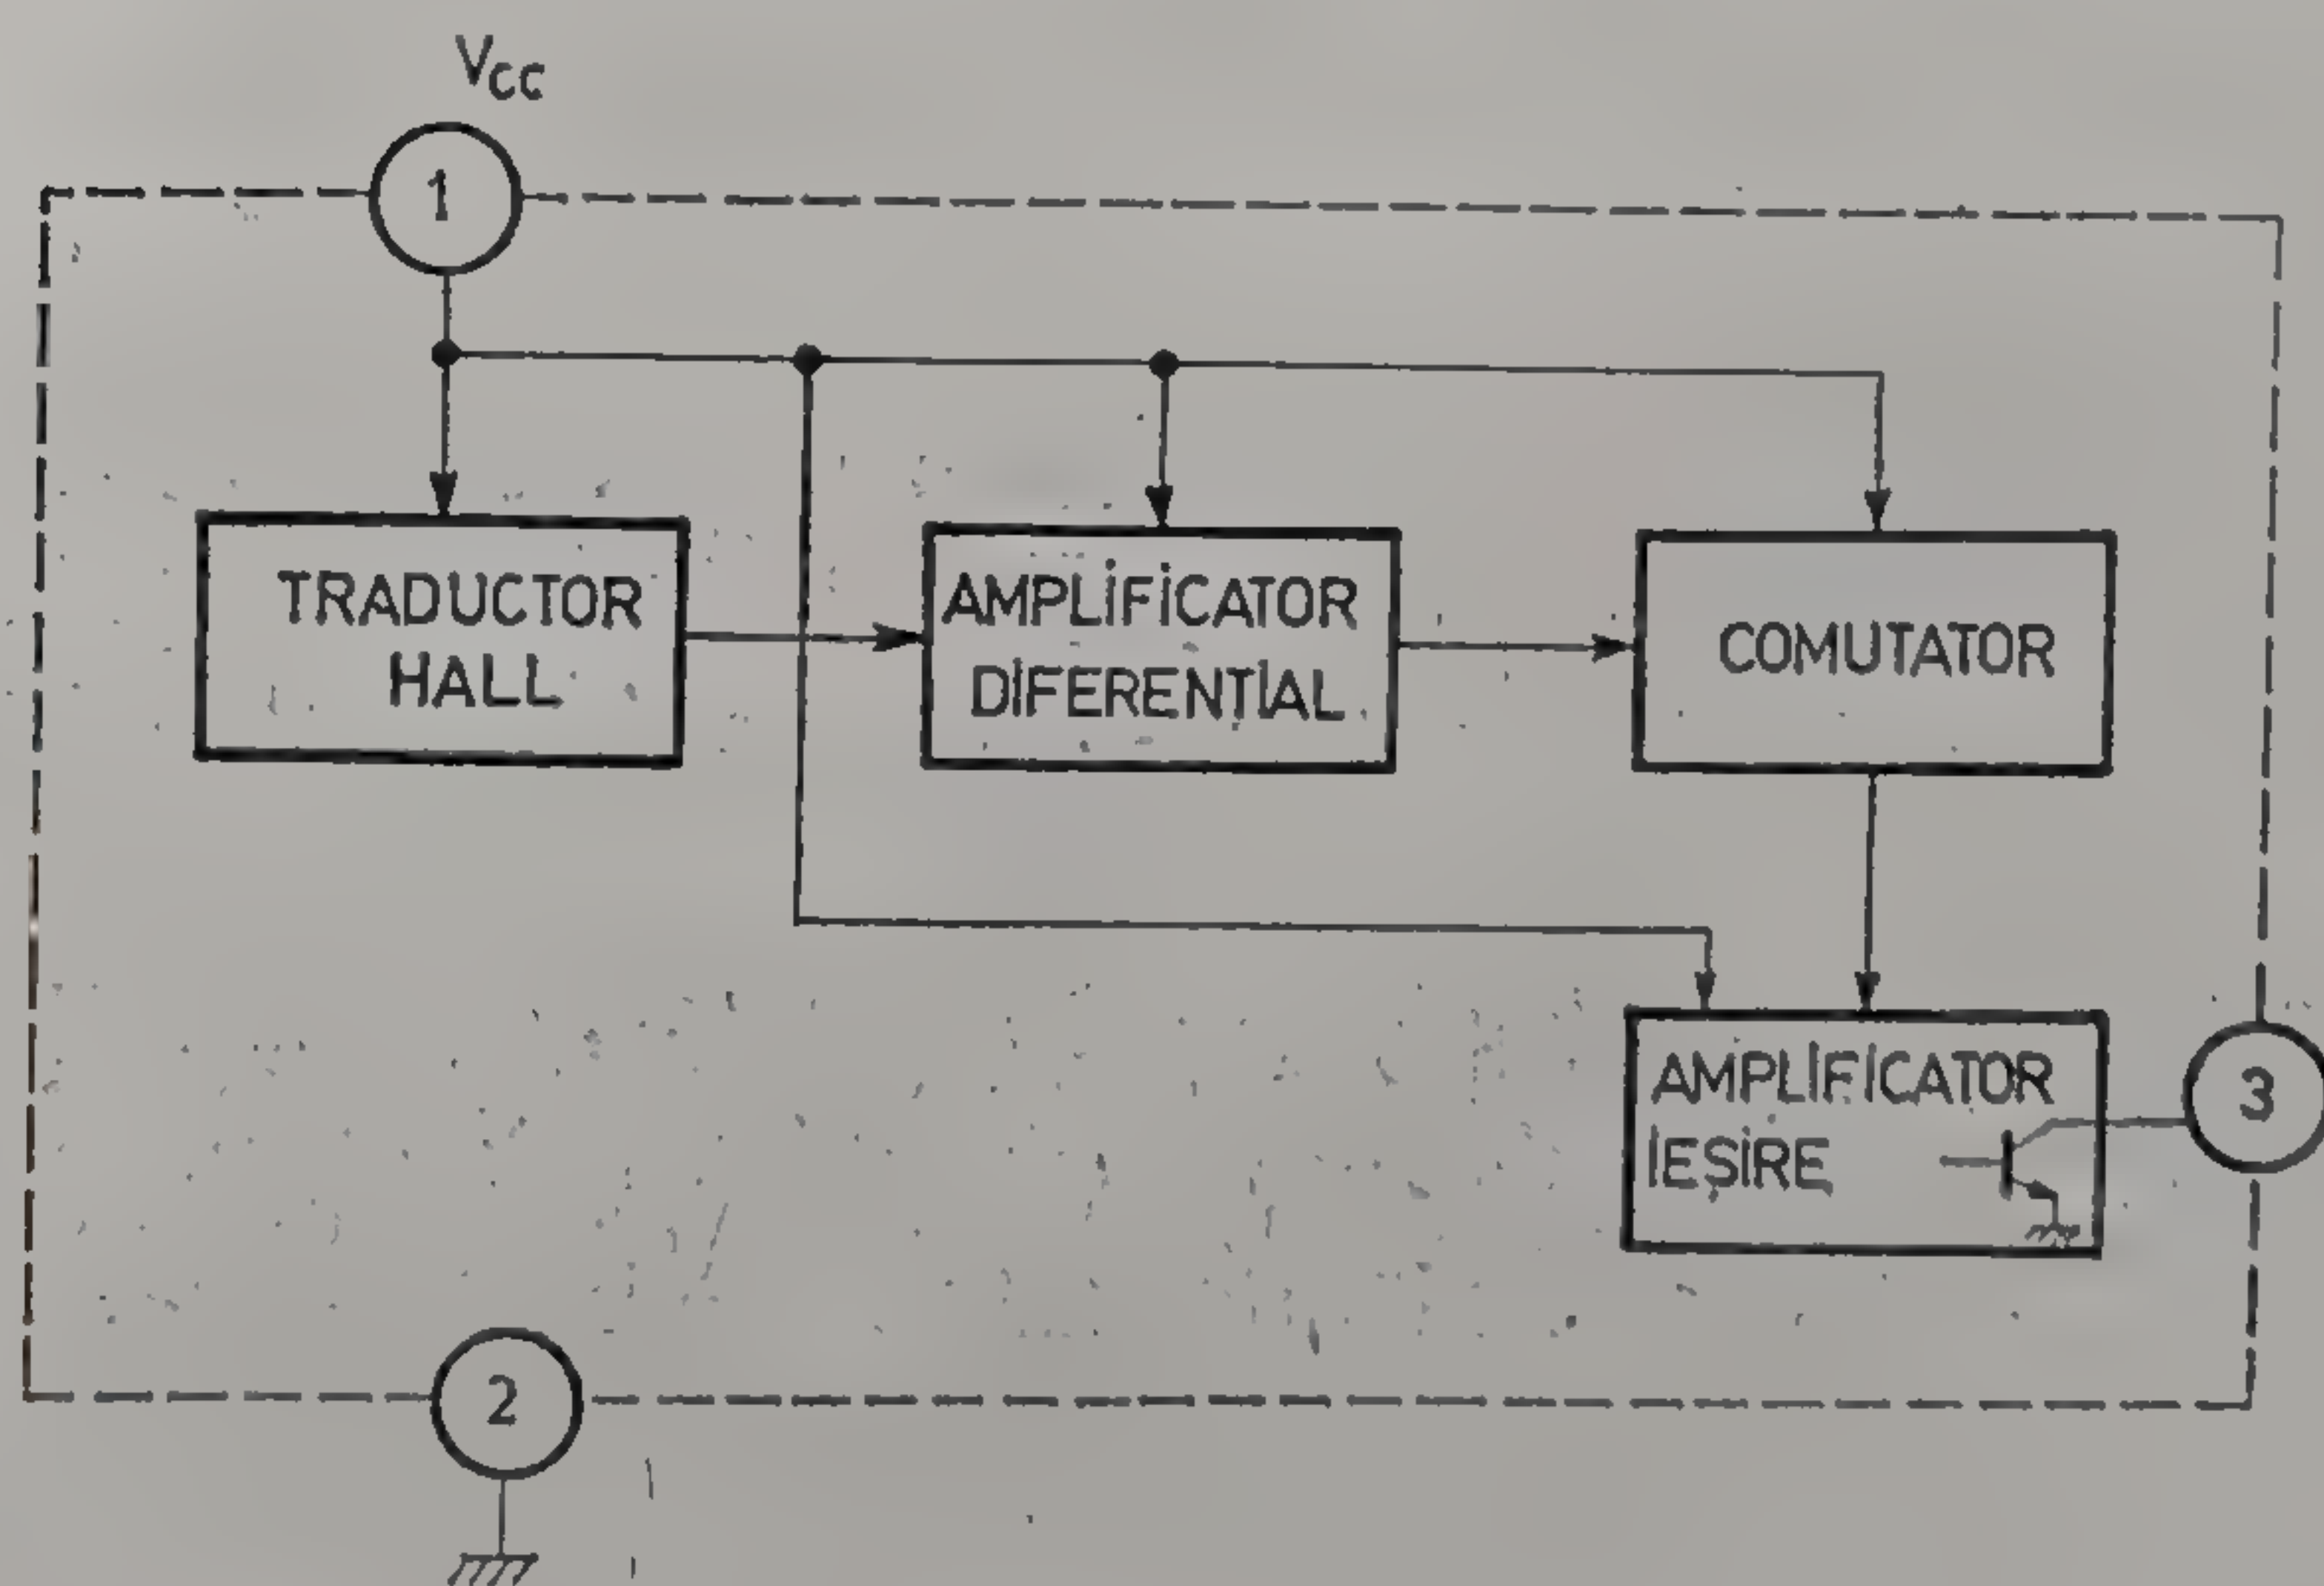 Vcc
1
TRADUCTOR
HALL
AMPLIFICATOR
DIFERENTIAL
COMUTATOR
AMPLIFICATOR
IEȘIRE
3
2